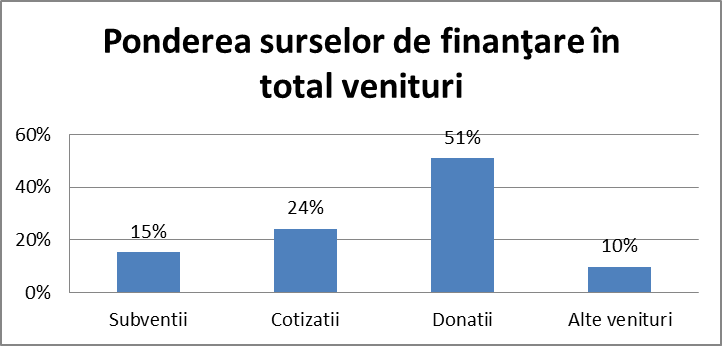 Ponderea surselor de finanţare în
total venituri
60%
40%
20%
0%
15%
24%
51%
10%
Subventii
Cotizatii
Donatii
Alte venituri